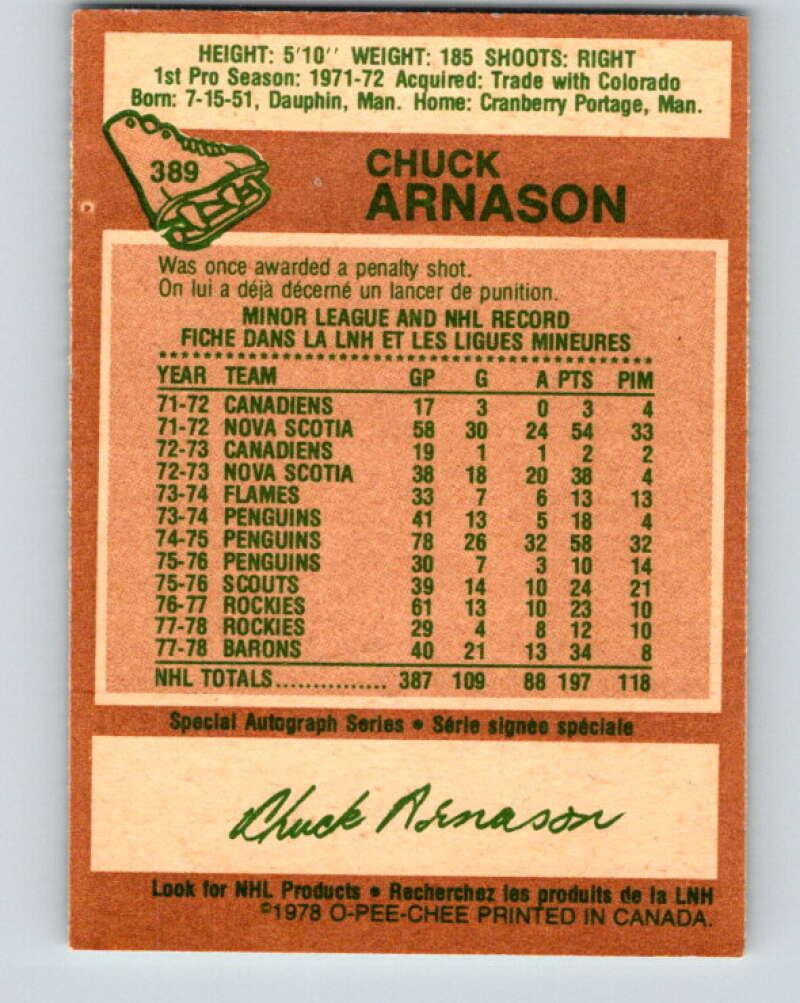 HEIGHT: 5'10'' WEIGHT: 185 SHOOTS: RIGHT
1st Pro Season: 1971-72 Acquired: Trade with Colorado
Born: 7-15-51, Dauphin, Man. Home: Cranberry Portage, Man.
389
CHUCK
ARNASON
Was once awarded a penalty shot.
On lui a déjà décerné un lancer de punition.
MINOR LEAGUE AND NHL RECORD
FICHE DANS LA LNH ET LES LIGUES MINEURES
YEAR TEAM GP G A PTS PIM
71-72 CANADIENS 17 3 0 3 4
71-72 NOVA SCOTIA 58 30 24 54 33
72-73 CANADIENS 19 1 1 2 2
72-73 NOVA SCOTIA 38 18 20 38 4
73-74 FLAMES 33 7 6 13 13
73-74 PENGUINS 41 13 5 18 4
74-75 PENGUINS 78 26 32 58 32
75-76 PENGUINS 30 7 3 10 14
75-76 SCOUTS 39 14 10 24 21
76-77 ROCKIES 61 13 10 23 10
77-78 ROCKIES 29 4 8 12 10
77-78 BARONS 40 21 13 34 8
NHL TOTALS............... 387 109 88 197 118
Special Autograph Series • Série signée spéciale
Chuck Arnason
Look for NHL Products • Recherchez les produits de la LNH
©1978 O-PEE-CHEE PRINTED IN CANADA.